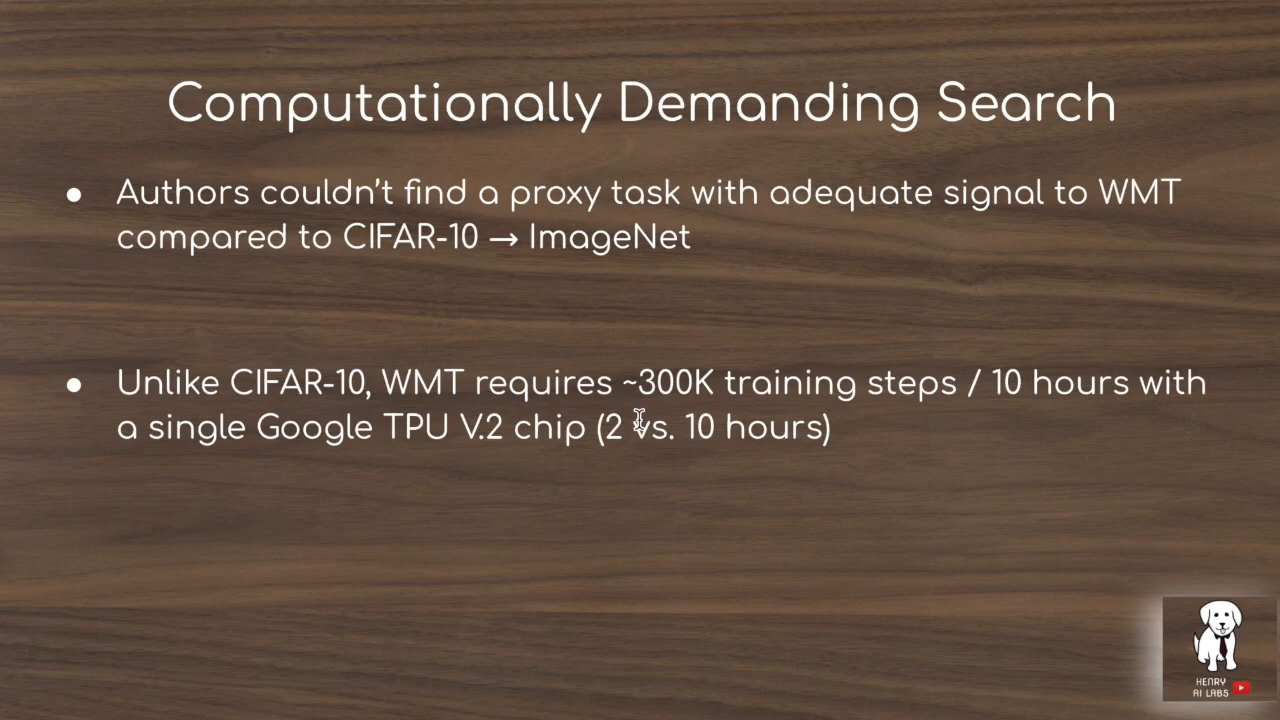 Computationally Demanding Search
● Authors couldn't find a proxy task with adequate signal to WMT
compared to CIFAR-10 → ImageNet
● Unlike CIFAR-10, WMT requires ~300K training steps / 10 hours with
a single Google TPU V.2 chip (2 vs. 10 hours)
HENRY
AI LABS